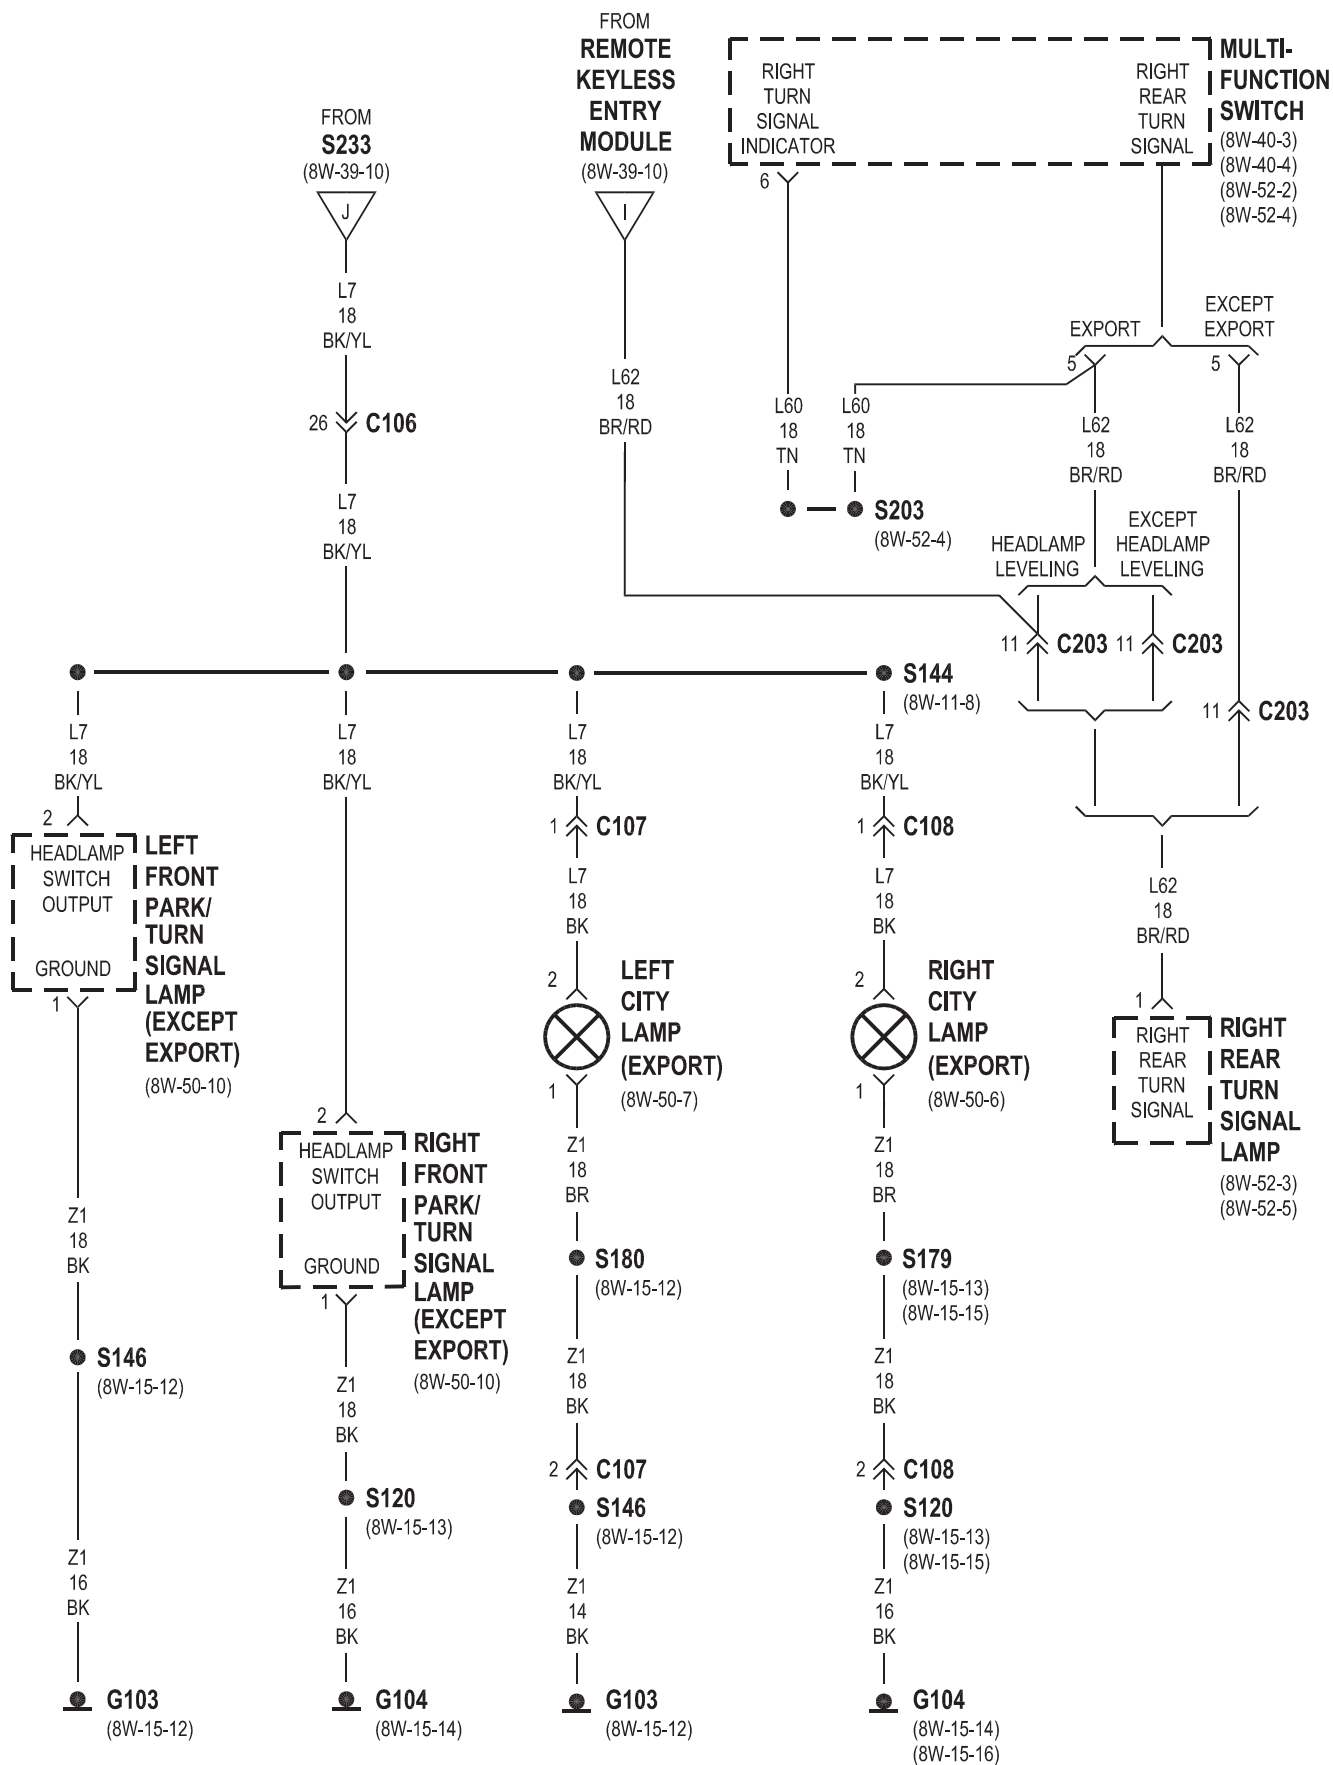 FROM
S233
(8W-39-10)
J
L7
18
BK/YL
26
C106
L7
18
BK/YL
FROM
REMOTE
KEYLESS
ENTRY
MODULE
(8W-39-10)
I
L62
18
BR/RD
RIGHT
TURN
SIGNAL
INDICATOR
RIGHT
REAR
TURN
SIGNAL
MULTI-
FUNCTION
SWITCH
(8W-40-3)
(8W-40-4)
(8W-52-2)
(8W-52-4)
6
EXPORT
EXCEPT
EXPORT
5
5
L60
18
TN
L60
18
TN
L62
18
BR/RD
L62
18
BR/RD
S203
(8W-52-4)
HEADLAMP
LEVELING
EXCEPT
HEADLAMP
LEVELING
11
C203
11
C203
11
C203
S144
(8W-11-8)
L7
18
BK/YL
L7
18
BK/YL
L7
18
BK/YL
L7
18
BK/YL
2
HEADLAMP
SWITCH
OUTPUT
GROUND
1
LEFT
FRONT
PARK/
TURN
SIGNAL
LAMP
(EXCEPT
EXPORT)
(8W-50-10)
Z1
18
BK
S146
(8W-15-12)
Z1
16
BK
G103
(8W-15-12)
2
HEADLAMP
SWITCH
OUTPUT
GROUND
1
RIGHT
FRONT
PARK/
TURN
SIGNAL
LAMP
(EXCEPT
EXPORT)
(8W-50-10)
Z1
18
BK
S120
(8W-15-13)
Z1
16
BK
G104
(8W-15-14)
1
C107
L7
18
BK
2
LEFT
CITY
LAMP
(EXPORT)
(8W-50-7)
1
Z1
18
BR
S180
(8W-15-12)
Z1
18
BK
2
C107
S146
(8W-15-12)
Z1
14
BK
G103
(8W-15-12)
1
C108
L7
18
BK
2
RIGHT
CITY
LAMP
(EXPORT)
(8W-50-6)
1
Z1
18
BR
S179
(8W-15-13)
(8W-15-15)
Z1
18
BK
2
C108
S120
(8W-15-13)
(8W-15-15)
Z1
16
BK
G104
(8W-15-14)
(8W-15-16)
L62
18
BR/RD
1
RIGHT
REAR
TURN
SIGNAL
RIGHT
REAR
TURN
SIGNAL
LAMP
(8W-52-3)
(8W-52-5)